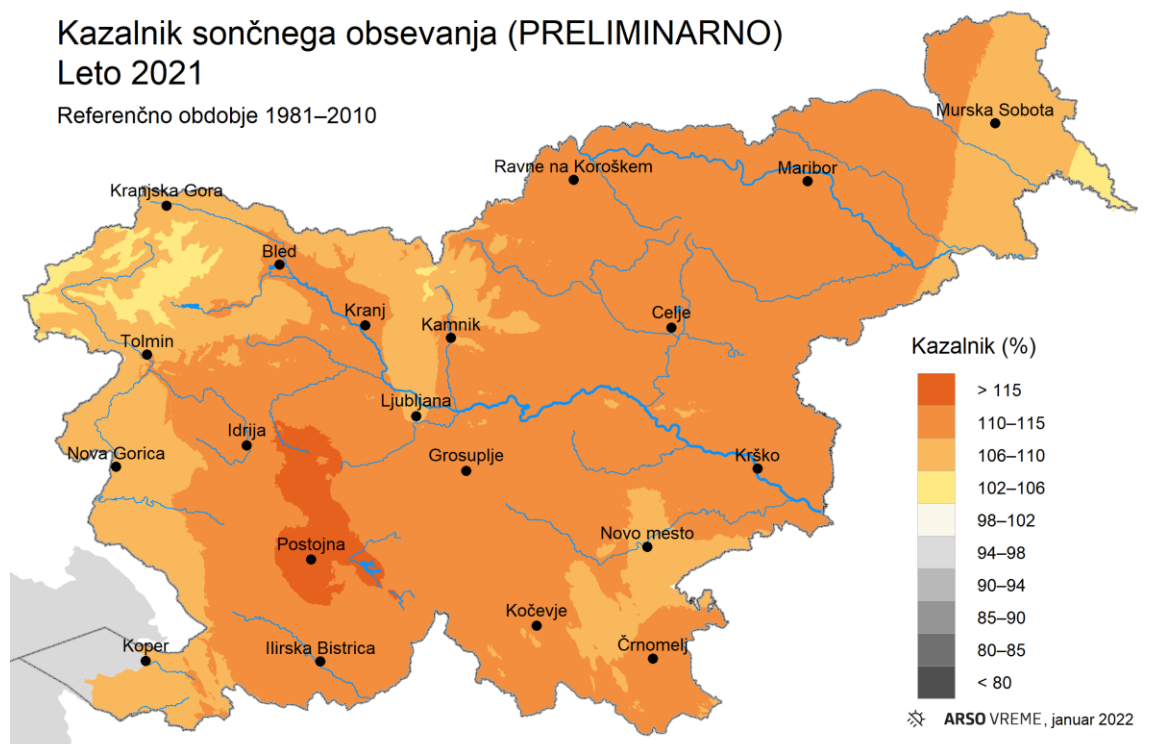 Kazalnik sončnega obsevanja (PRELIMINARNO)
Leto 2021
Referenčno obdobje 1981–2010
Murska Sobota
Ravne na Koroškem
Maribor
Kranjska Gora
Bled
Kranj
Kamnik
Celje
Tolmin
Ljubljana
Idrija
Nova Gorica
Grosuplje
Krško
Postojna
Novo mesto
Kočevje
Koper
Ilirska Bistrica
Črnomelj
Kazalnik (%)
> 115
110–115
106–110
102–106
98–102
94–98
90–94
85–90
80–85
< 80
ARSO VREME, januar 2022